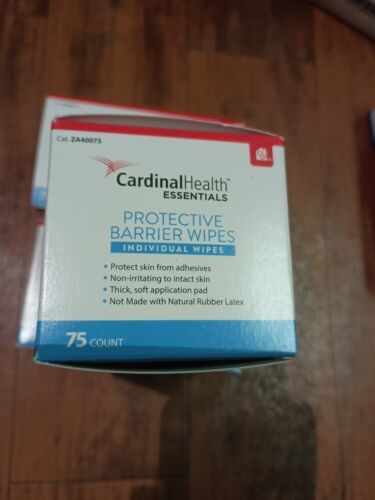 Cat. ZA40075
CardinalHealth™
ESSENTIALS
PROTECTIVE
BARRIER WIPES
INDIVIDUAL WIPES
• Protect skin from adhesives
• Non-irritating to intact skin
• Thick, soft application pad
• Not Made with Natural Rubber Latex
75 COUNT